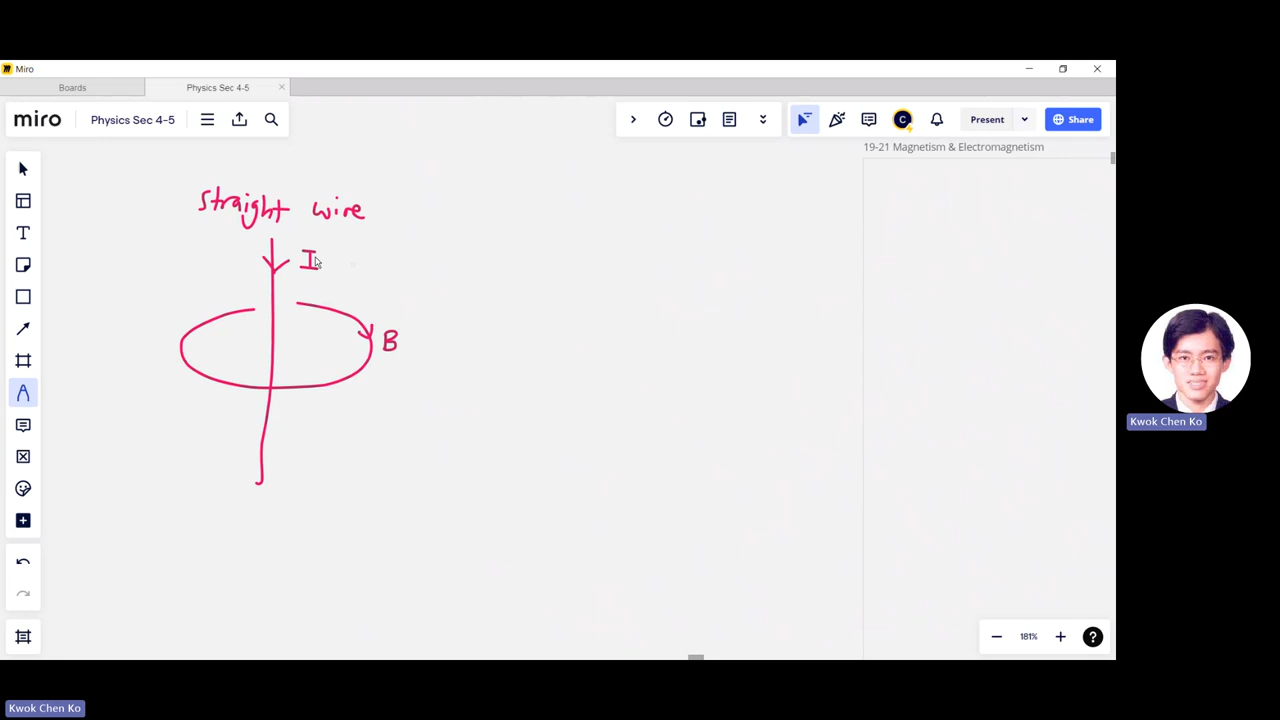 Miro
Boards
Physics Sec 4-5
miro
Physics Sec 4-5
C
Present
Share
19-21 Magnetism & Electromagnetism
straight wire
I
B
Kwok Chen Ko
181%
Kwok Chen Ko